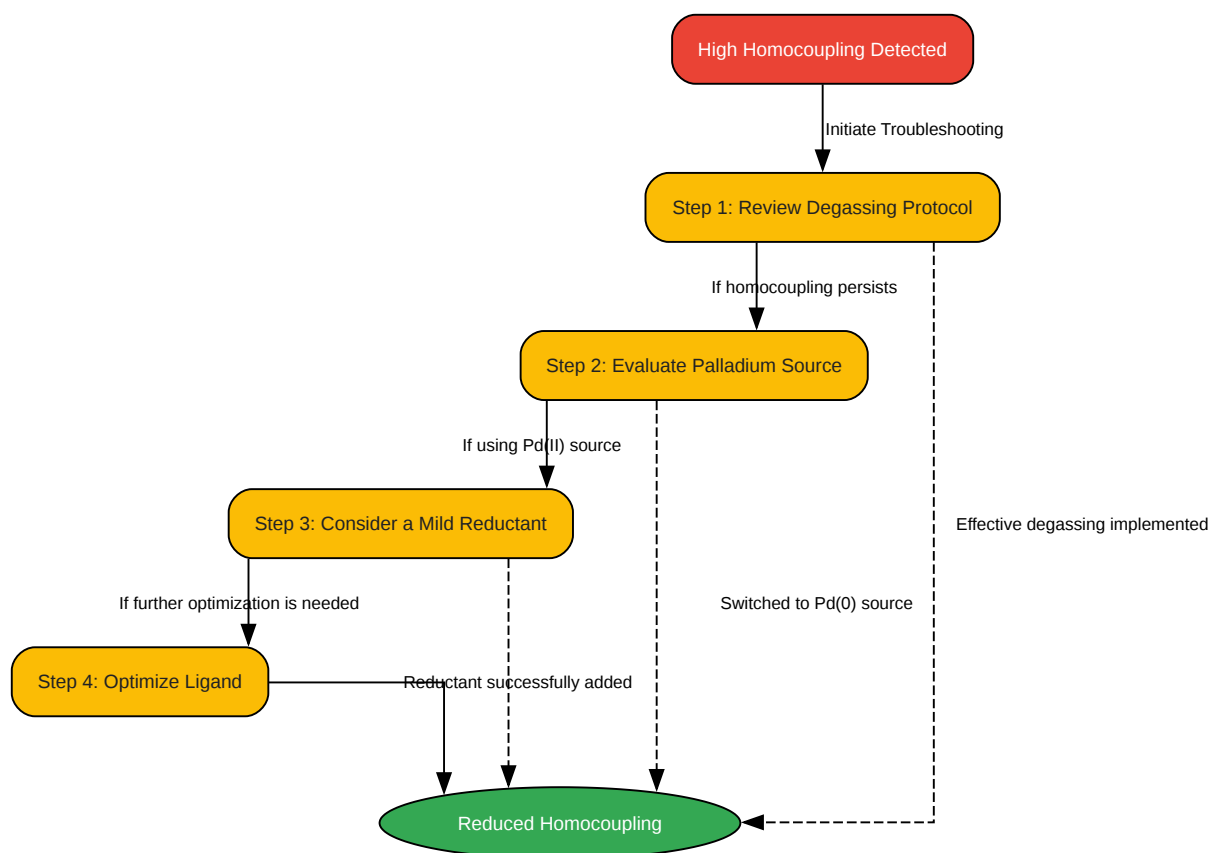 High Homocoupling Detected
Initiate Troubleshooting
Step 1: Review Degassing Protocol
If homocoupling persists
Step 2: Evaluate Palladium Source
If using Pd(II) source
Step 3: Consider a Mild Reductant
Effective degassing implemented
If further optimization is needed
Switched to Pd(0) source
Step 4: Optimize Ligand
Reductant successfully added
Reduced Homocoupling